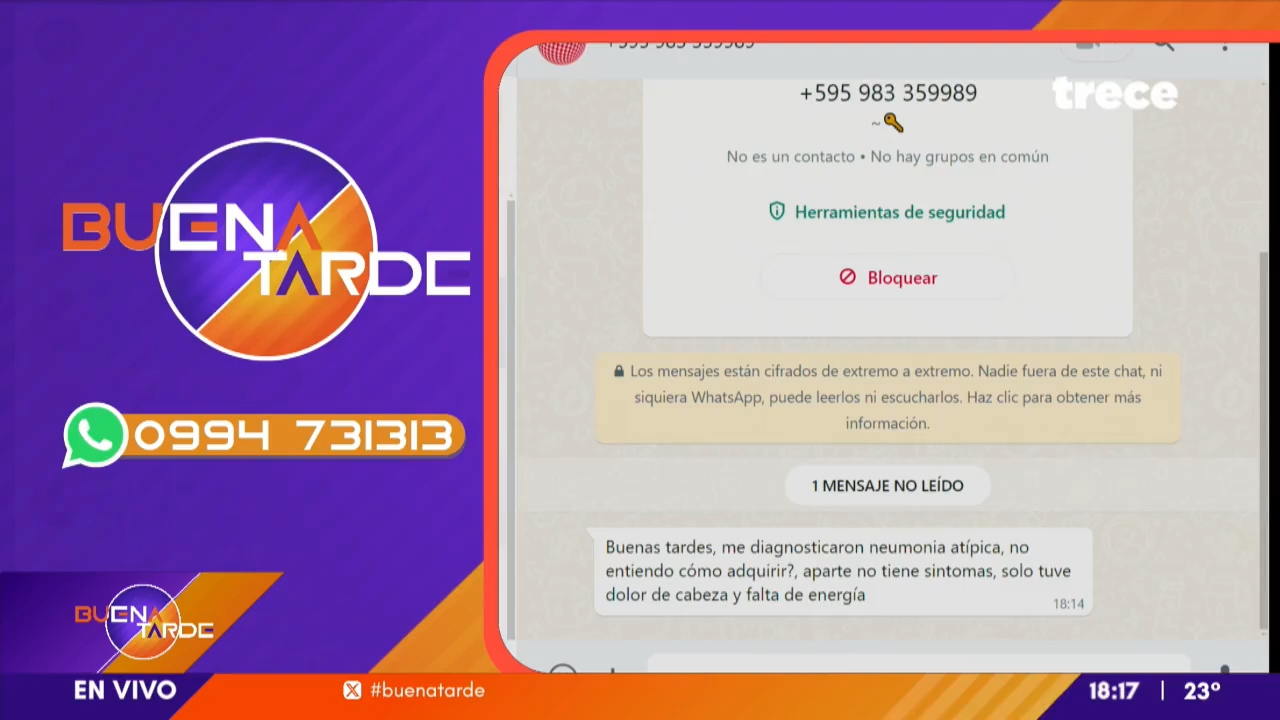 BUENA
TARDE
0994 731313
+595 983 359989
trece
+595 983 359989
~
No es un contacto • No hay grupos en común
Herramientas de seguridad
Bloquear
Los mensajes están cifrados de extremo a extremo. Nadie fuera de este chat, ni
siquiera WhatsApp, puede leerlos ni escucharlos. Haz clic para obtener más
información.
1 MENSAJE NO LEÍDO
Buenas tardes, me diagnosticaron neumonia atípica, no
entiendo cómo adquirir?, aparte no tiene sintomas, solo tuve
dolor de cabeza y falta de energía
18:14
BUENA
TARDE
EN VIVO
#buenatarde
18:17 | 23°